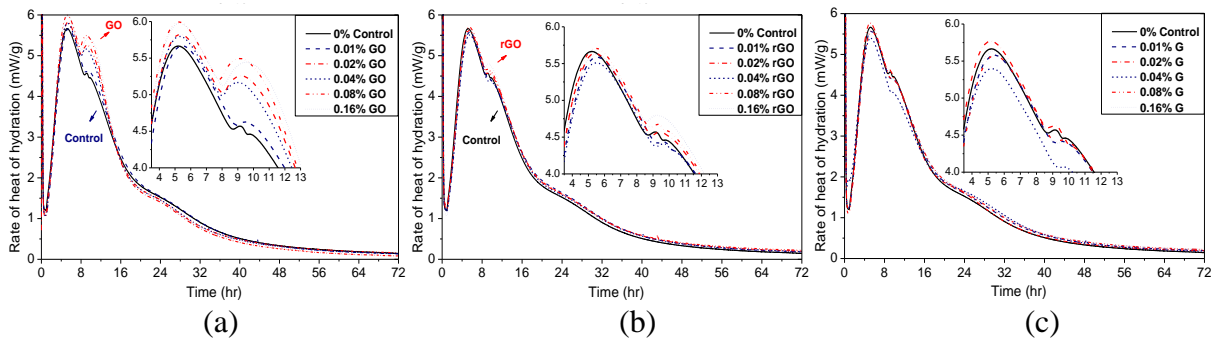 Rate of heat of hydration (mW/g)
6
5
4
3
2
1
0
0 8 16 24 32 40 48 56 64 72
Time (hr)
GO
Control
6.0
5.5
5.0
4.5
4.0
4 5 6 7 8 9 10 11 12 13
0% Control
0.01% GO
0.02% GO
0.04% GO
0.08% GO
0.16% GO
(a)
Rate of heat of hydration (mW/g)
6
5
4
3
2
1
0
0 8 16 24 32 40 48 56 64 72
Time (hr)
rGO
Control
6.0
5.5
5.0
4.5
4.0
4 5 6 7 8 9 10 11 12 13
0% Control
0.01% rGO
0.02% rGO
0.04% rGO
0.08% rGO
0.16% rGO
(b)
Rate of heat of hydration (mW/g)
6
5
4
3
2
1
0
0 8 16 24 32 40 48 56 64 72
Time (hr)
6.0
5.5
5.0
4.5
4.0
4 5 6 7 8 9 10 11 12 13
0% Control
0.01% G
0.02% G
0.04% G
0.08% G
0.16% G
(c)